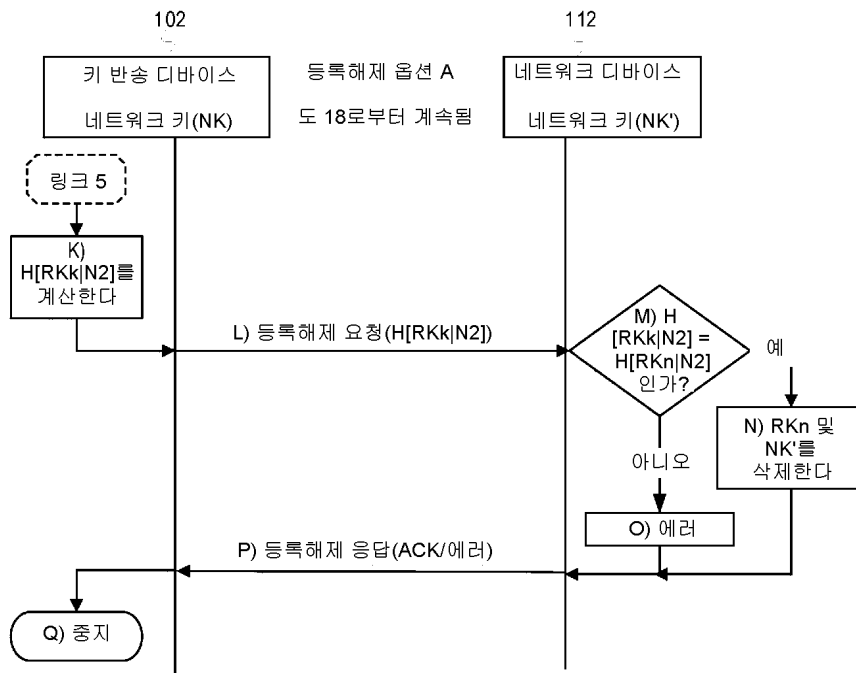 102
112
키 반송 디바이스
네트워크 키(NK)
등록해제 옵션 A
도 18로부터 계속됨
네트워크 디바이스
네트워크 키(NK')
링크 5
K)
H[RKk|N2]를
계산한다
L) 등록해제 요청(H[RKk|N2])
M) H
[RKk|N2] =
H[RKn|N2]
인가?
예
N) RKn 및
NK'를
삭제한다
아니오
O) 에러
P) 등록해제 응답(ACK/에러)
Q) 중지